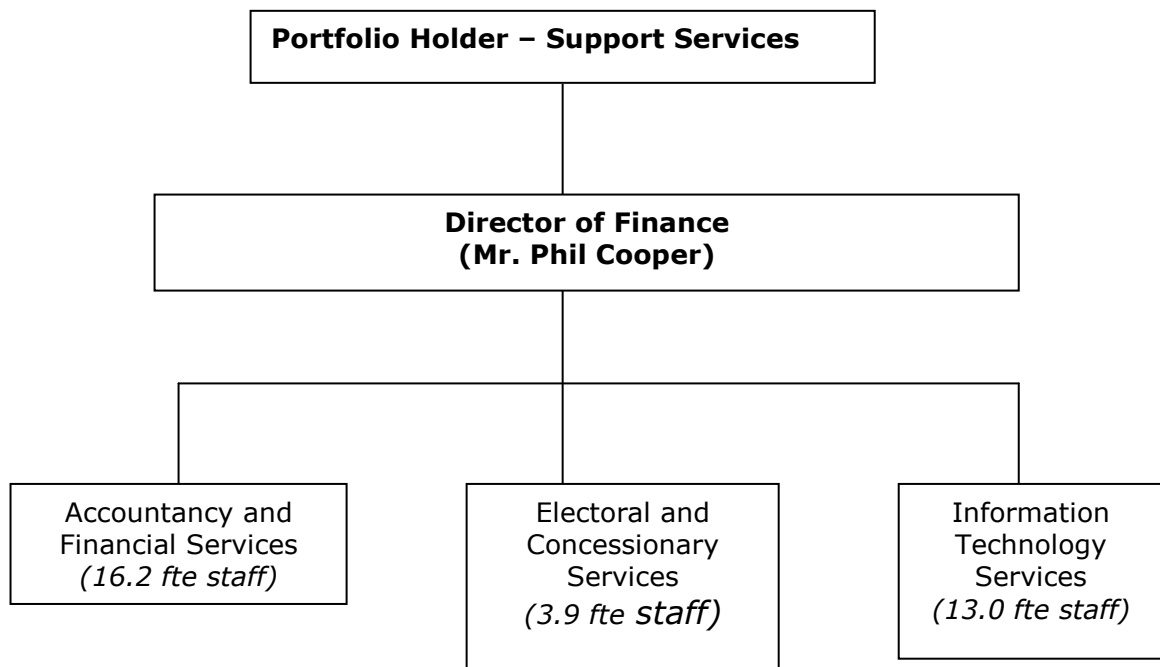 Portfolio Holder – Support Services
Director of Finance
(Mr. Phil Cooper)
Accountancy and
Financial Services
(16.2 fte staff)
Electoral and
Concessionary
Services
(3.9 fte staff)
Information
Technology
Services
(13.0 fte staff)